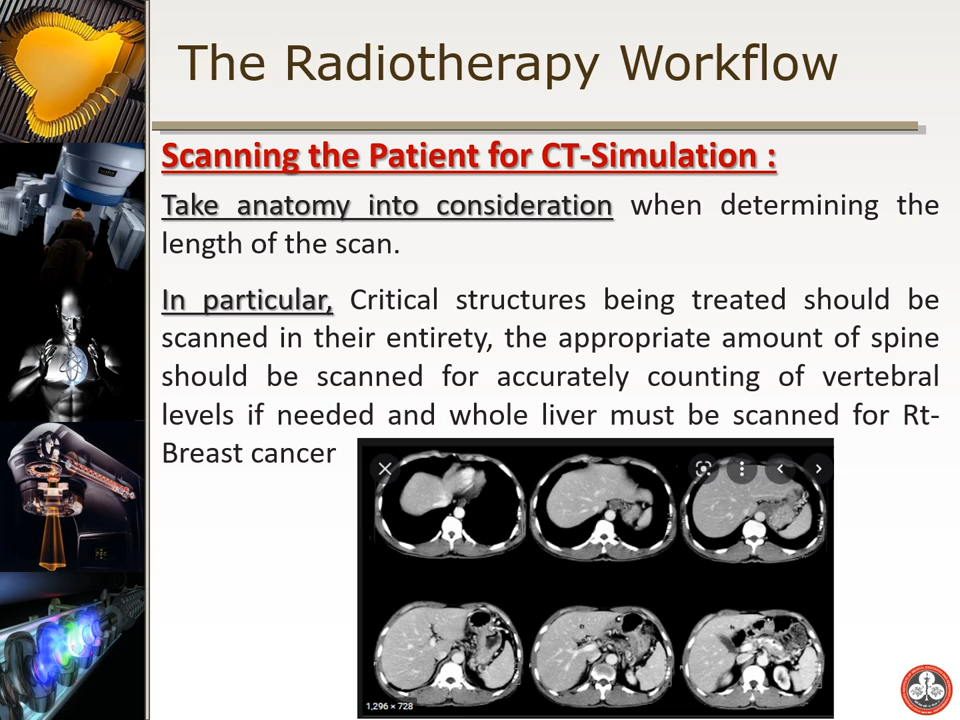 The Radiotherapy Workflow
Scanning the Patient for CT-Simulation :
Take anatomy into consideration when determining the
length of the scan.
In particular, Critical structures being treated should be
scanned in their entirety, the appropriate amount of spine
should be scanned for accurately counting of vertebral
levels if needed and whole liver must be scanned for Rt-
Breast cancer
1,296 × 728